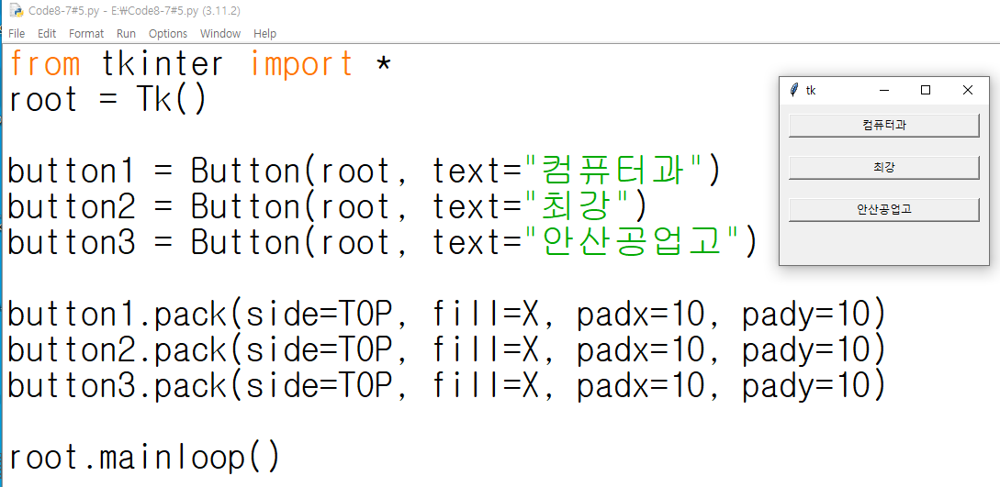 Code8-7#5.py - E:₩Code8-7#5.py (3.11.2)
File Edit Format Run Options Window Help
from tkinter import *
root = Tk()
button1 = Button(root, text="컴퓨터과")
button2 = Button(root, text="최강")
button3 = Button(root, text="안산공업고")
button1.pack(side=TOP, fill=X, padx=10, pady=10)
button2.pack(side=TOP, fill=X, padx=10, pady=10)
button3.pack(side=TOP, fill=X, padx=10, pady=10)
root.mainloop()
tk
컴퓨터과
최강
안산공업고